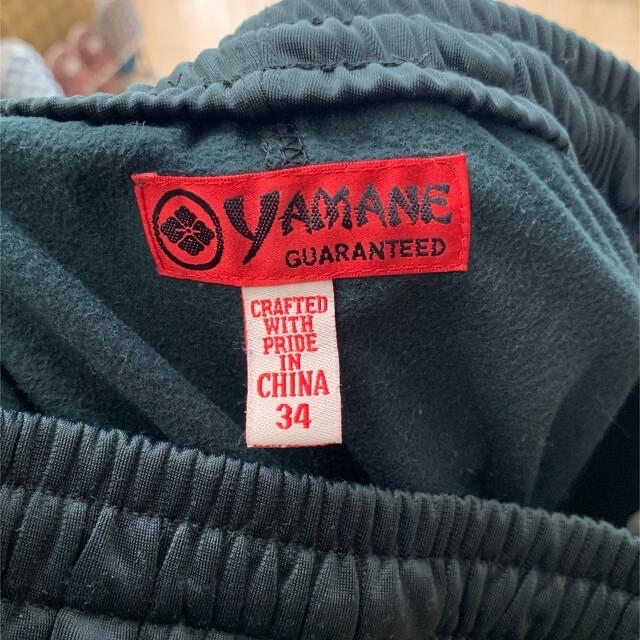 YAMANE
GUARANTEED
CRAFTED
WITH
PRIDE
IN
CHINA
34